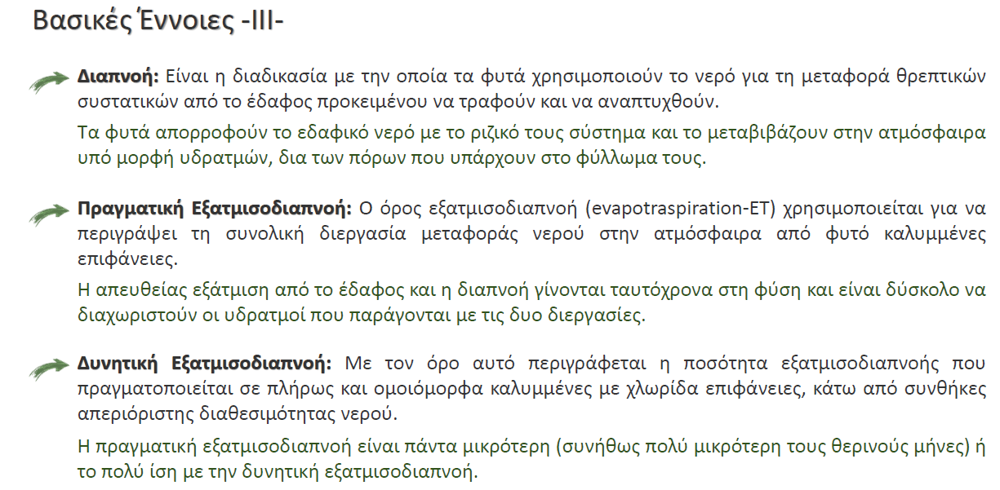 Βασικές Έννοιες -III-
Διαπνοή: Είναι η διαδικασία με την οποία τα φυτά χρησιμοποιούν το νερό για τη μεταφορά θρεπτικών
συστατικών από το έδαφος προκειμένου να τραφούν και να αναπτυχθούν.
Τα φυτά απορροφούν το εδαφικό νερό με το ριζικό τους σύστημα και το μεταβιβάζουν στην ατμόσφαιρα
υπό μορφή υδρατμών, δια των πόρων που υπάρχουν στο φύλλωμα τους.
Πραγματική Εξατμισοδιαπνοή: Ο όρος εξατμισοδιαπνοή (evapotraspiration-ET) χρησιμοποιείται για να
περιγράψει τη συνολική διεργασία μεταφοράς νερού στην ατμόσφαιρα από φυτό καλυμμένες
επιφάνειες.
Η απευθείας εξάτμιση από το έδαφος και η διαπνοή γίνονται ταυτόχρονα στη φύση και είναι δύσκολο να
διαχωριστούν οι υδρατμοί που παράγονται με τις δυο διεργασίες.
Δυνητική Εξατμισοδιαπνοή: Με τον όρο αυτό περιγράφεται η ποσότητα εξατμισοδιαπνοής που
πραγματοποιείται σε πλήρως και ομοιόμορφα καλυμμένες με χλωρίδα επιφάνειες, κάτω από συνθήκες
απεριόριστης διαθεσιμότητας νερού.
Η πραγματική εξατμισοδιαπνοή είναι πάντα μικρότερη (συνήθως πολύ μικρότερη τους θερινούς μήνες) ή
το πολύ ίση με την δυνητική εξατμισοδιαπνοή.